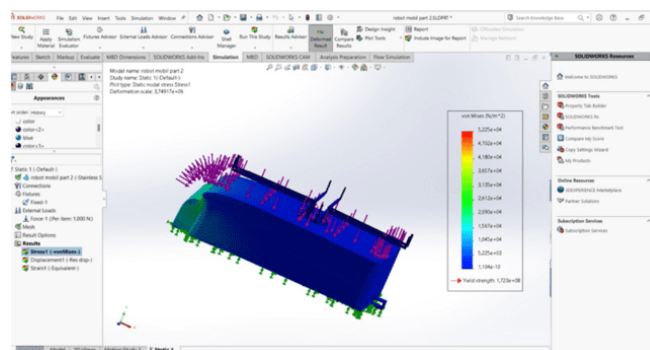 SOLIDWORKS File Edit View Insert Tools Simulation Window
robot mobil part 2.SLDPRT *
Search Knowledge Base
New Study
Apply Material
Simulation Evaluator
Fixtures Advisor
External Loads Advisor
Connections Advisor
Shell Manager
Run This Study
Results Advisor
Deformed Result
Compare Results
Design Insight
Plot Tools
Report
Include Image for Report
Offloaded Simulation
Manage Network
Features Sketch Markup Evaluate MBD Dimensions SOLIDWORKS Add-Ins Simulation MBD SOLIDWORKS CAM Analysis Preparation Flow Simulation
Appearances
History
color
color<2>
blue
Static 1 (-Default-)
robot mobil part 2 (-Stainless S
Connections
Fixtures
Fixed-1
External Loads
Force-1 (:Per item: 1.000 N:)
Mesh
Result Options
Results
Stress1 (-vonMises-)
Displacement1 (-Res disp-)
Strain1 (-Equivalent-)
Model name: robot mobil part 2
Study name: Static 1(-Default-)
Plot type: Static nodal stress Stress1
Deformation scale: 3,74917e+06
von Mises (N/m^2)
5,225e+04
4,702e+04
4,180e+04
3,657e+04
3,135e+04
2,612e+04
2,090e+04
1,567e+04
1,045e+04
5,225e+03
Yield strength: 1,723e+08
SOLIDWORKS Resources
Welcome to SOLIDWORKS
SOLIDWORKS Tools
Property Tab Builder
SOLIDWORKS Rx
Performance Benchmark Test
Compare My Score
Copy Settings Wizard
My Products
Online Resources
3DEXPERIENCE Marketplace
Partner Solutions
Subscription Services
Subscription Services